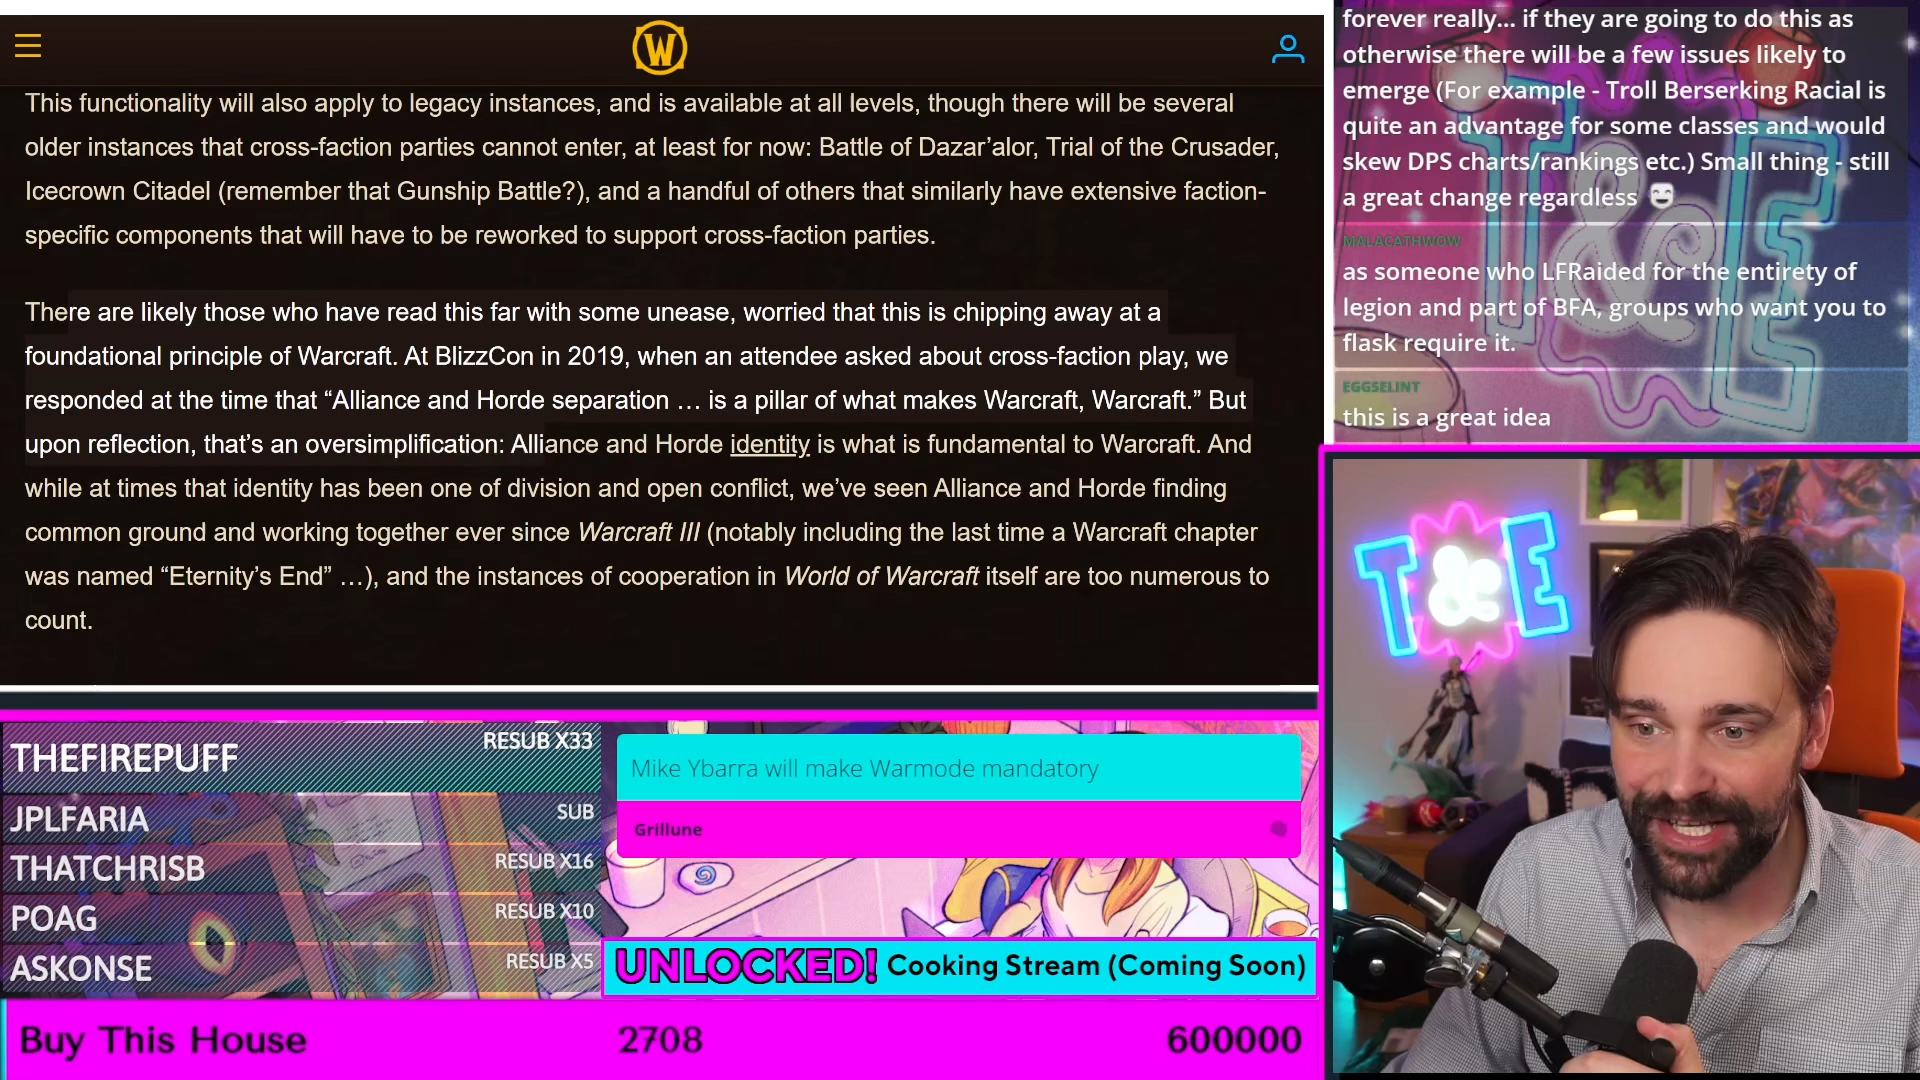 W
This functionality will also apply to legacy instances, and is available at all levels, though there will be several
older instances that cross-faction parties cannot enter, at least for now: Battle of Dazar’alor, Trial of the Crusader,
Icecrown Citadel (remember that Gunship Battle?), and a handful of others that similarly have extensive faction-
specific components that will have to be reworked to support cross-faction parties.
There are likely those who have read this far with some unease, worried that this is chipping away at a
foundational principle of Warcraft. At BlizzCon in 2019, when an attendee asked about cross-faction play, we
responded at the time that “Alliance and Horde separation … is a pillar of what makes Warcraft, Warcraft.” But
upon reflection, that’s an oversimplification: Alliance and Horde identity is what is fundamental to Warcraft. And
while at times that identity has been one of division and open conflict, we’ve seen Alliance and Horde finding
common ground and working together ever since Warcraft III (notably including the last time a Warcraft chapter
was named “Eternity’s End” …), and the instances of cooperation in World of Warcraft itself are too numerous to
count.
forever really... if they are going to do this as
otherwise there will be a few issues likely to
emerge (For example - Troll Berserking Racial is
quite an advantage for some classes and would
skew DPS charts/rankings etc.) Small thing - still
a great change regardless
MALACATHWOW
as someone who LFRaided for the entirety of
legion and part of BFA, groups who want you to
flask require it.
EGGSELINT
this is a great idea
T&E
T&E
THEFIREPUFF RESUB X33
JPLFARIA SUB
THATCHRISB RESUB X16
POAG RESUB X10
ASKONSE RESUB X5
Mike Ybarra will make Warmode mandatory
Grillune
UNLOCKED! Cooking Stream (Coming Soon)
Buy This House 2708 600000